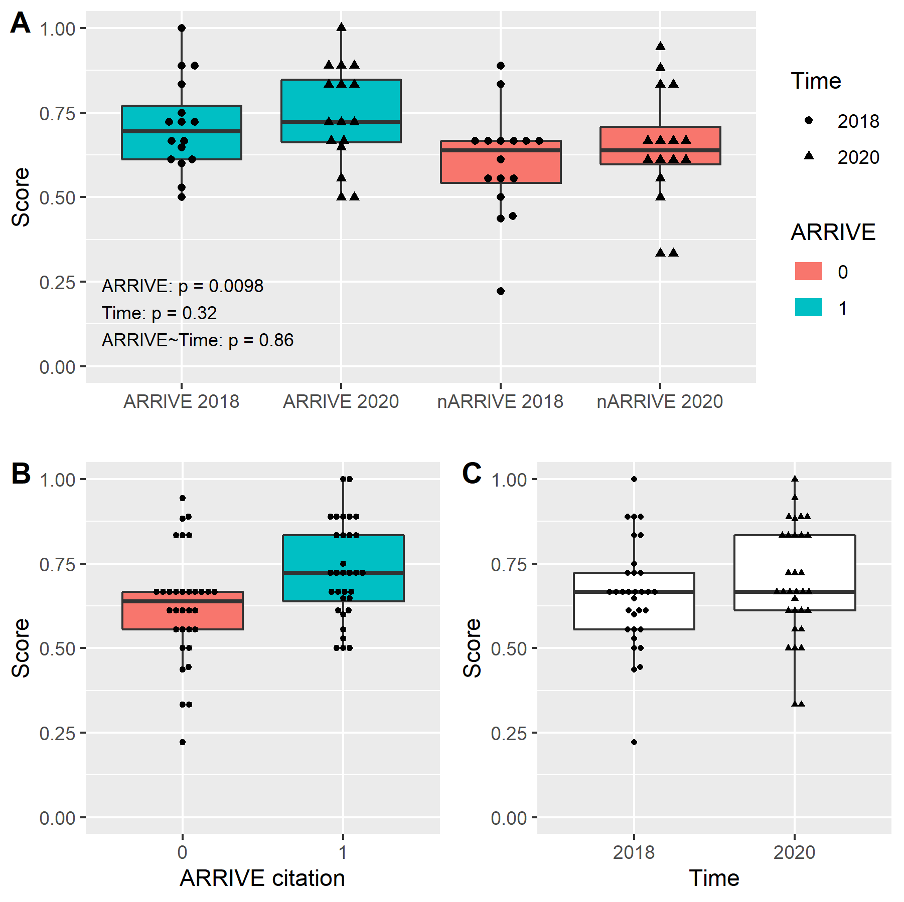 A
1.00
0.75
0.50
0.25
0.00
Score
ARRIVE: p = 0.0098
Time: p = 0.32
ARRIVE~Time: p = 0.86
ARRIVE 2018
ARRIVE 2020
nARRIVE 2018
nARRIVE 2020
Time
2018
2020
ARRIVE
0
1
B
1.00
0.75
0.50
0.25
0.00
Score
0
1
ARRIVE citation
C
1.00
0.75
0.50
0.25
0.00
Score
2018
2020
Time